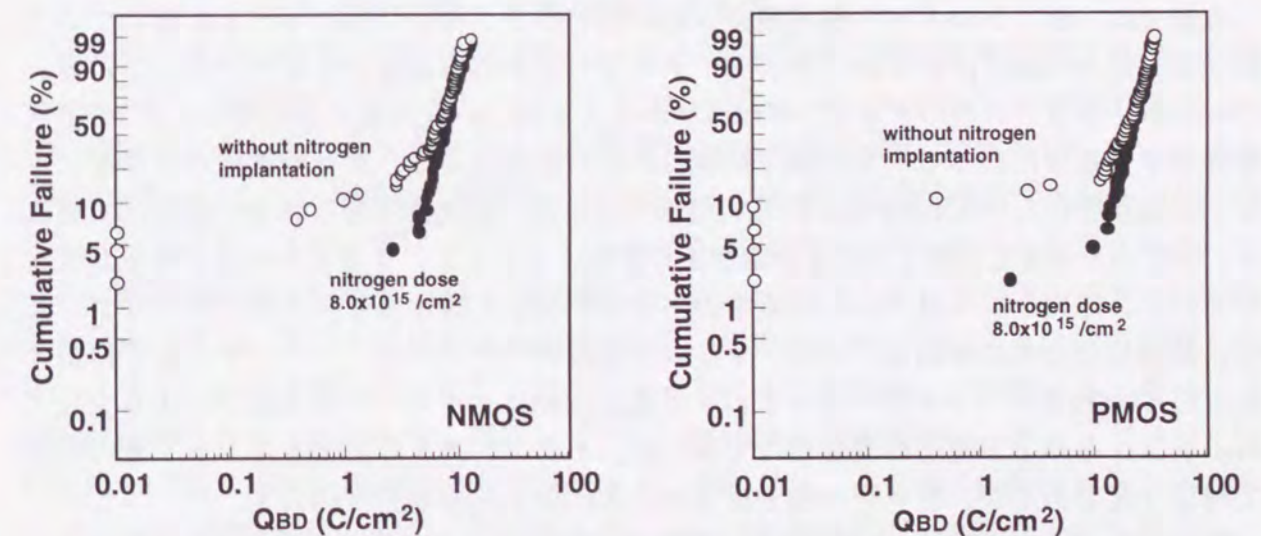 Cumulative Failure (%)
99
90
50
10
5
1
0.5
0.1
without nitrogen
implantation
nitrogen dose
8.0x10¹⁵ /cm²
NMOS
0.01 0.1 1 10 100
QBD (C/cm²)
Cumulative Failure (%)
99
90
50
10
5
1
0.5
0.1
without nitrogen
implantation
nitrogen dose
8.0x10¹⁵ /cm²
PMOS
0.01 0.1 1 10 100
QBD (C/cm²)